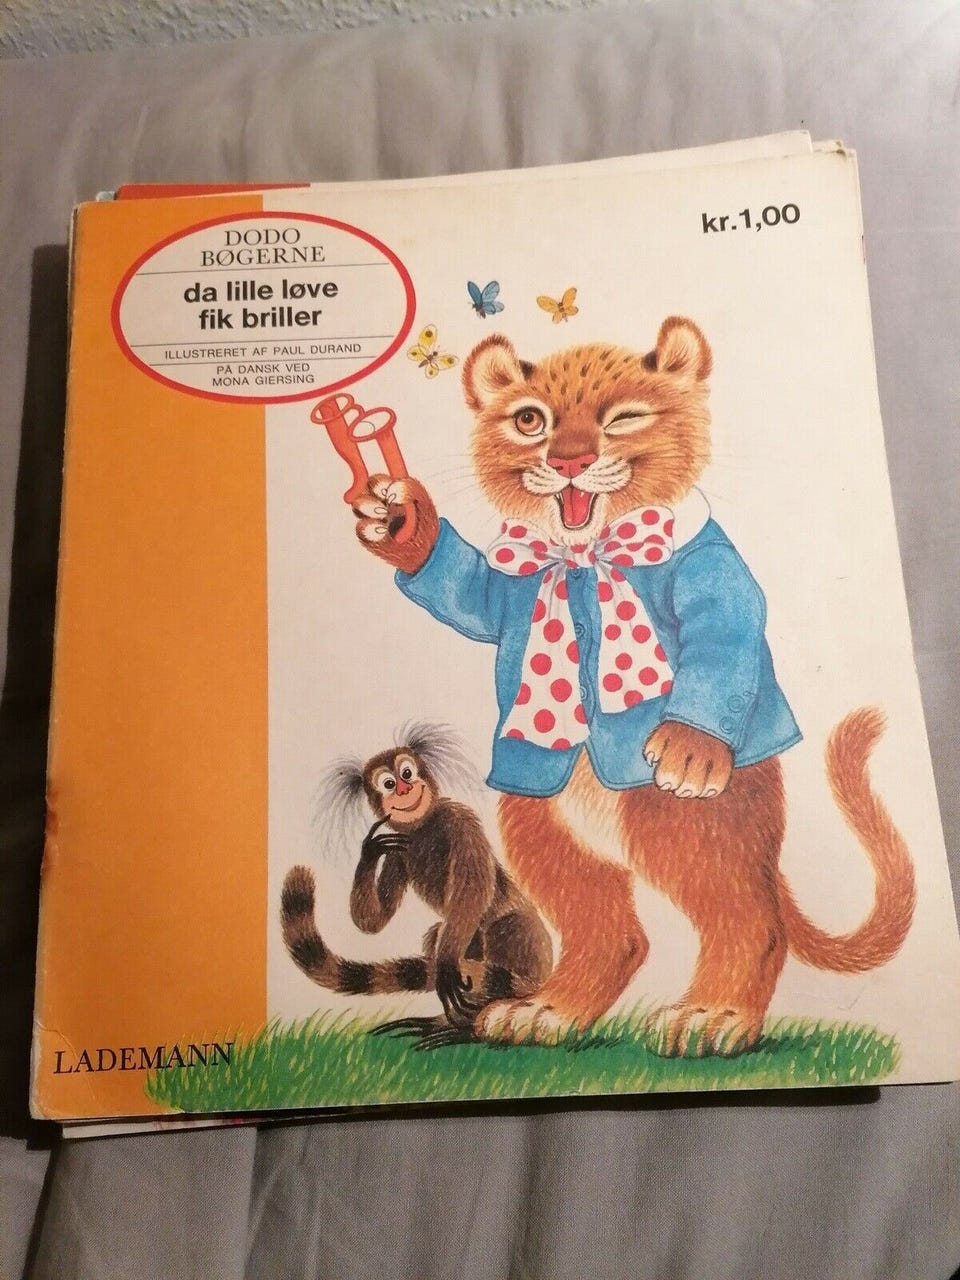 DODO
BØGERNE
da lille løve
fik briller
ILLUSTRERET AF PAUL DURAND
PÅ DANSK VED
MONA GIERSING
kr.1,00
LADEMANN